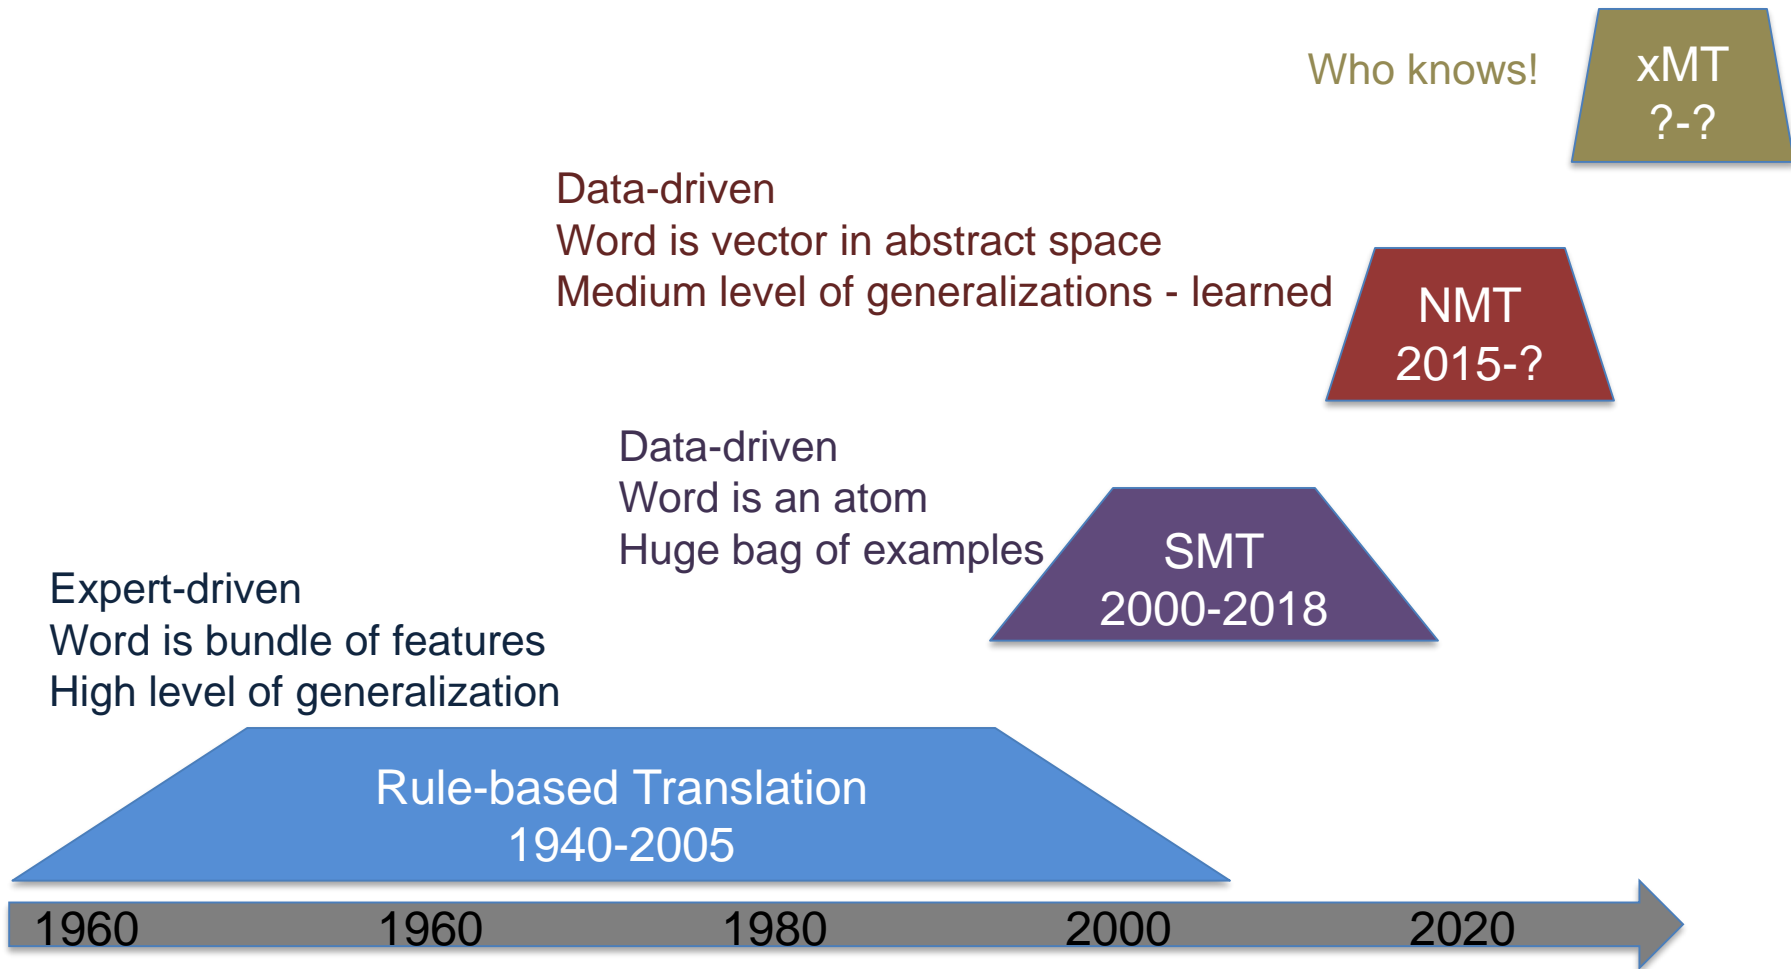 Who knows!
xMT
?-?
Data-driven
Word is vector in abstract space
Medium level of generalizations - learned
NMT
2015-?
Data-driven
Word is an atom
Huge bag of examples
SMT
2000-2018
Expert-driven
Word is bundle of features
High level of generalization
Rule-based Translation
1940-2005
1960 1960 1980 2000 2020